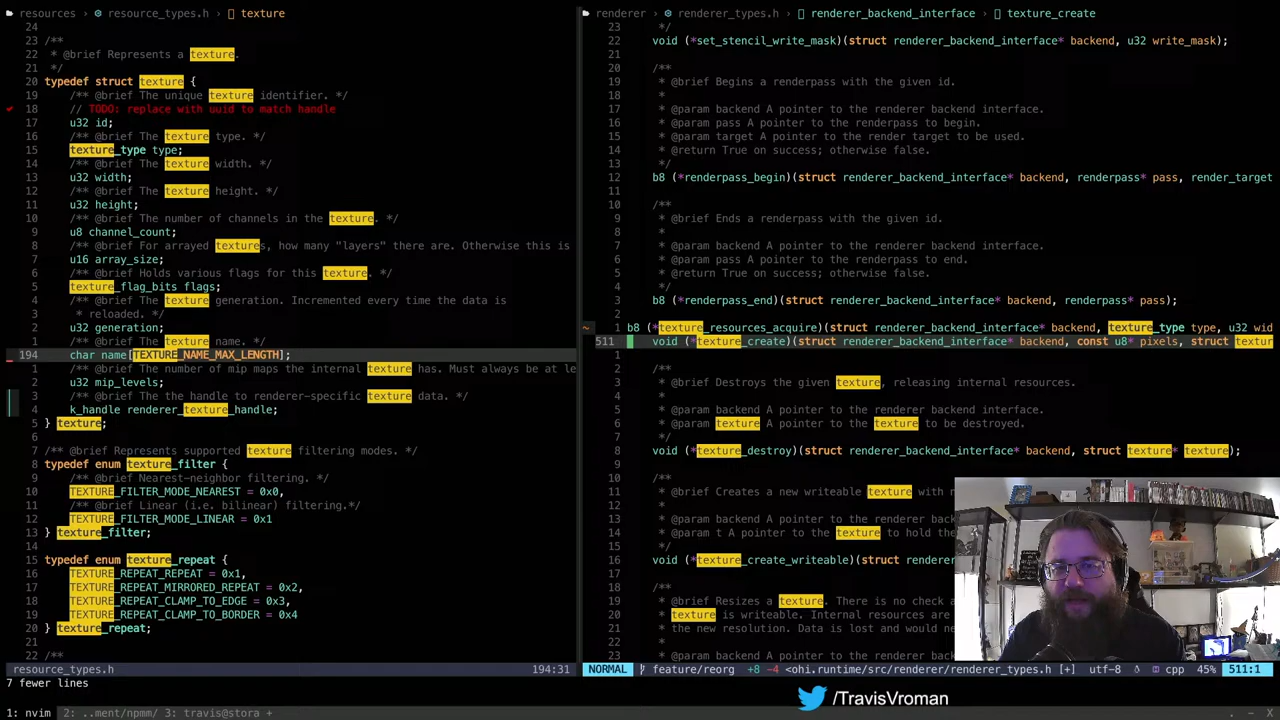 resources > resource_types.h > texture
24
23 /**
22  * @brief Represents a texture.
21  */
20 typedef struct texture {
19 /** @brief The unique texture identifier. */
18 // TODO: replace with uuid to match handle
17 u32 id;
16 /** @brief The texture type. */
15 texture_type type;
14 /** @brief The texture width. */
13 u32 width;
12 /** @brief The texture height. */
11 u32 height;
10 /** @brief The number of channels in the texture. */
9 u8 channel_count;
8 /** @brief For arrayed textures, how many "layers" there are. Otherwise this is
7 u16 array_size;
6 /** @brief Holds various flags for this texture. */
5 texture_flag_bits flags;
4 /** @brief The texture generation. Incremented every time the data is
3  * reloaded. */
2 u32 generation;
1 /** @brief The texture name. */
194 char name[TEXTURE_NAME_MAX_LENGTH];
1 /** @brief The number of mip maps the internal texture has. Must always be at le
2 u32 mip_levels;
3 /** @brief The the handle to renderer-specific texture data. */
4 k_handle renderer_texture_handle;
5 } texture;
6
7 /** @brief Represents supported texture filtering modes. */
8 typedef enum texture_filter {
9 /** @brief Nearest-neighbor filtering. */
10 TEXTURE_FILTER_MODE_NEAREST = 0x0,
11 /** @brief Linear (i.e. bilinear) filtering.*/
12 TEXTURE_FILTER_MODE_LINEAR = 0x1
13 } texture_filter;
14
15 typedef enum texture_repeat {
16 TEXTURE_REPEAT_REPEAT = 0x1,
17 TEXTURE_REPEAT_MIRRORED_REPEAT = 0x2,
18 TEXTURE_REPEAT_CLAMP_TO_EDGE = 0x3,
19 TEXTURE_REPEAT_CLAMP_TO_BORDER = 0x4
20 } texture_repeat;
21
22 /**
resource_types.h 194:31
7 fewer lines
1: nvim 2: ..ment/npmm/ 3: travis@stora +
renderer > renderer_types.h > renderer_backend_interface > texture_create
23 */
22 void (*set_stencil_write_mask)(struct renderer_backend_interface* backend, u32 write_mask);
21
20 /**
19  * @brief Begins a renderpass with the given id.
18  *
17  * @param backend A pointer to the renderer backend interface.
16  * @param pass A pointer to the renderpass to begin.
15  * @param target A pointer to the render target to be used.
14  * @return True on success; otherwise false.
13  */
12 b8 (*renderpass_begin)(struct renderer_backend_interface* backend, renderpass* pass, render_target
11
10 /**
9  * @brief Ends a renderpass with the given id.
8  *
7  * @param backend A pointer to the renderer backend interface.
6  * @param pass A pointer to the renderpass to end.
5  * @return True on success; otherwise false.
4  */
3 b8 (*renderpass_end)(struct renderer_backend_interface* backend, renderpass* pass);
2
~ 1 b8 (*texture_resources_acquire)(struct renderer_backend_interface* backend, texture_type type, u32 wid
511 void (*texture_create)(struct renderer_backend_interface* backend, const u8* pixels, struct textur
1
2 /**
3  * @brief Destroys the given texture, releasing internal resources.
4  *
5  * @param backend A pointer to the renderer backend interface.
6  * @param texture A pointer to the texture to be destroyed.
7  */
8 void (*texture_destroy)(struct renderer_backend_interface* backend, struct texture* texture);
9
10 /**
11  * @brief Creates a new writeable texture with n
12  *
13  * @param backend A pointer to the renderer back
14  * @param t A pointer to the texture to hold the
15  */
16 void (*texture_create_writeable)(struct renderer
17
18 /**
19  * @brief Resizes a texture. There is no check a
20  * texture is writeable. Internal resources are
21  * the new resolution. Data is lost and would ne
22  *
23  * @param backend A pointer to the renderer back
NORMAL feature/reorg +8 -4 <ohi.runtime/src/renderer/renderer_types.h [+] utf-8 cpp 45% 511:1
/TravisVroman
- X